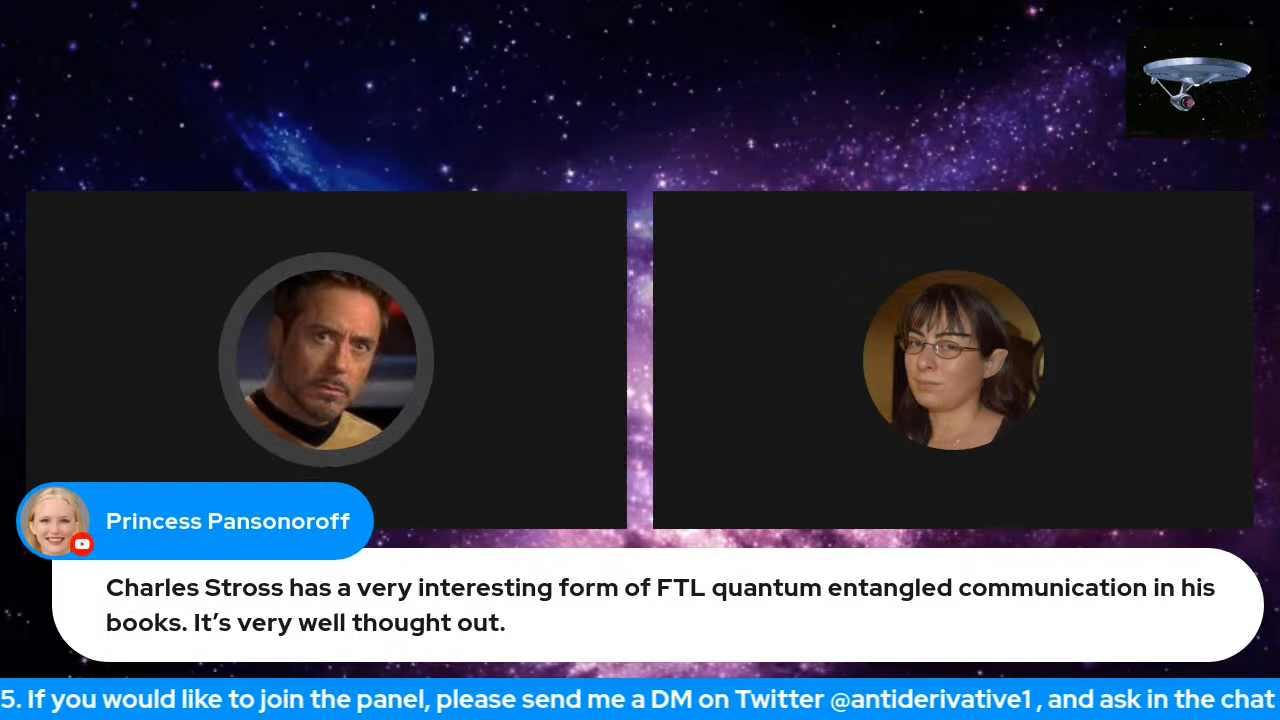 Princess Pansonoroff
Charles Stross has a very interesting form of FTL quantum entangled communication in his
books. It’s very well thought out.
5. If you would like to join the panel, please send me a DM on Twitter @antiderivative1 , and ask in the chat